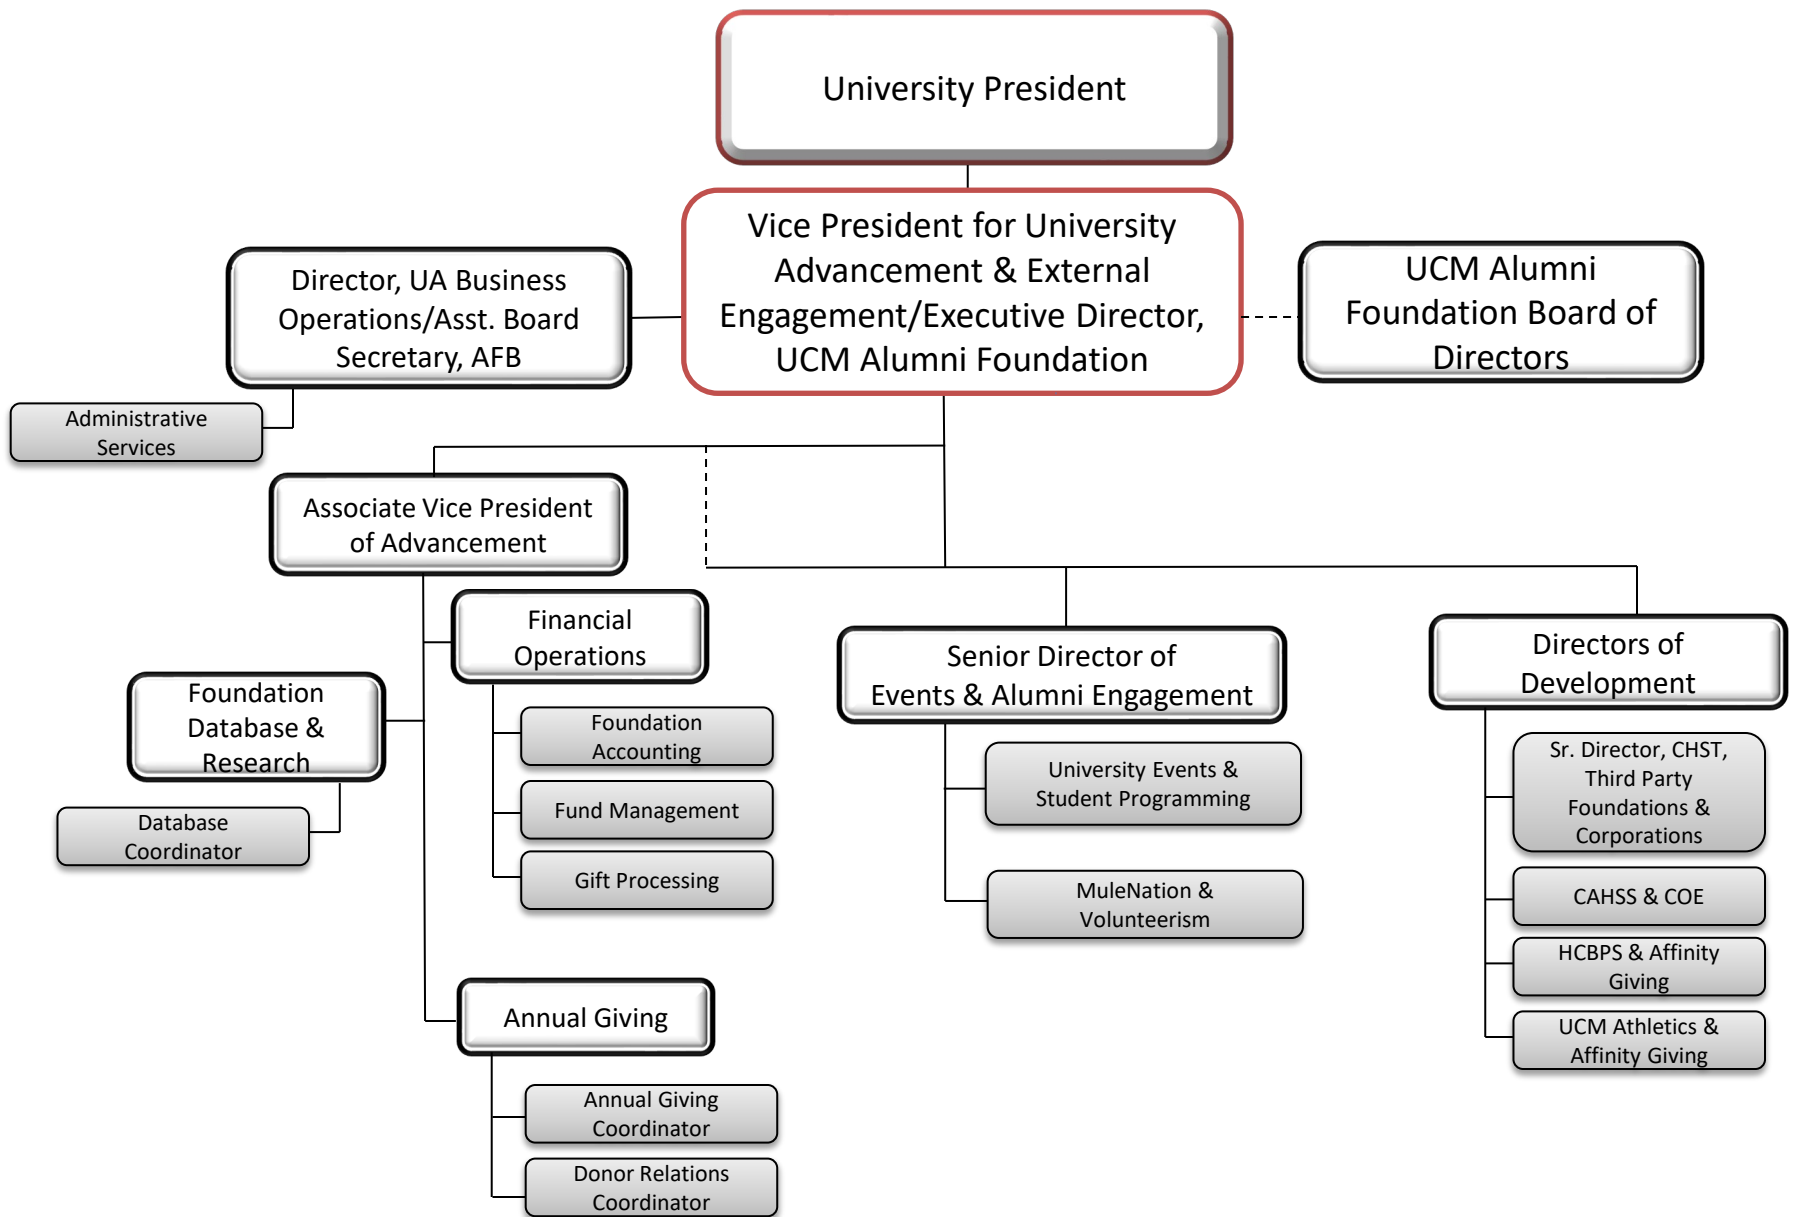 University President
Vice President for University
Advancement & External
Engagement/Executive Director,
UCM Alumni Foundation
Director, UA Business
Operations/Asst. Board
Secretary, AFB
UCM Alumni
Foundation Board of
Directors
Administrative
Services
Associate Vice President
of Advancement
Financial
Operations
Foundation
Accounting
Fund Management
Gift Processing
Foundation
Database &
Research
Database
Coordinator
Annual Giving
Annual Giving
Coordinator
Donor Relations
Coordinator
Senior Director of
Events & Alumni Engagement
University Events &
Student Programming
MuleNation &
Volunteerism
Directors of
Development
Sr. Director, CHST,
Third Party
Foundations &
Corporations
CAHSS & COE
HCBPS & Affinity
Giving
UCM Athletics &
Affinity Giving